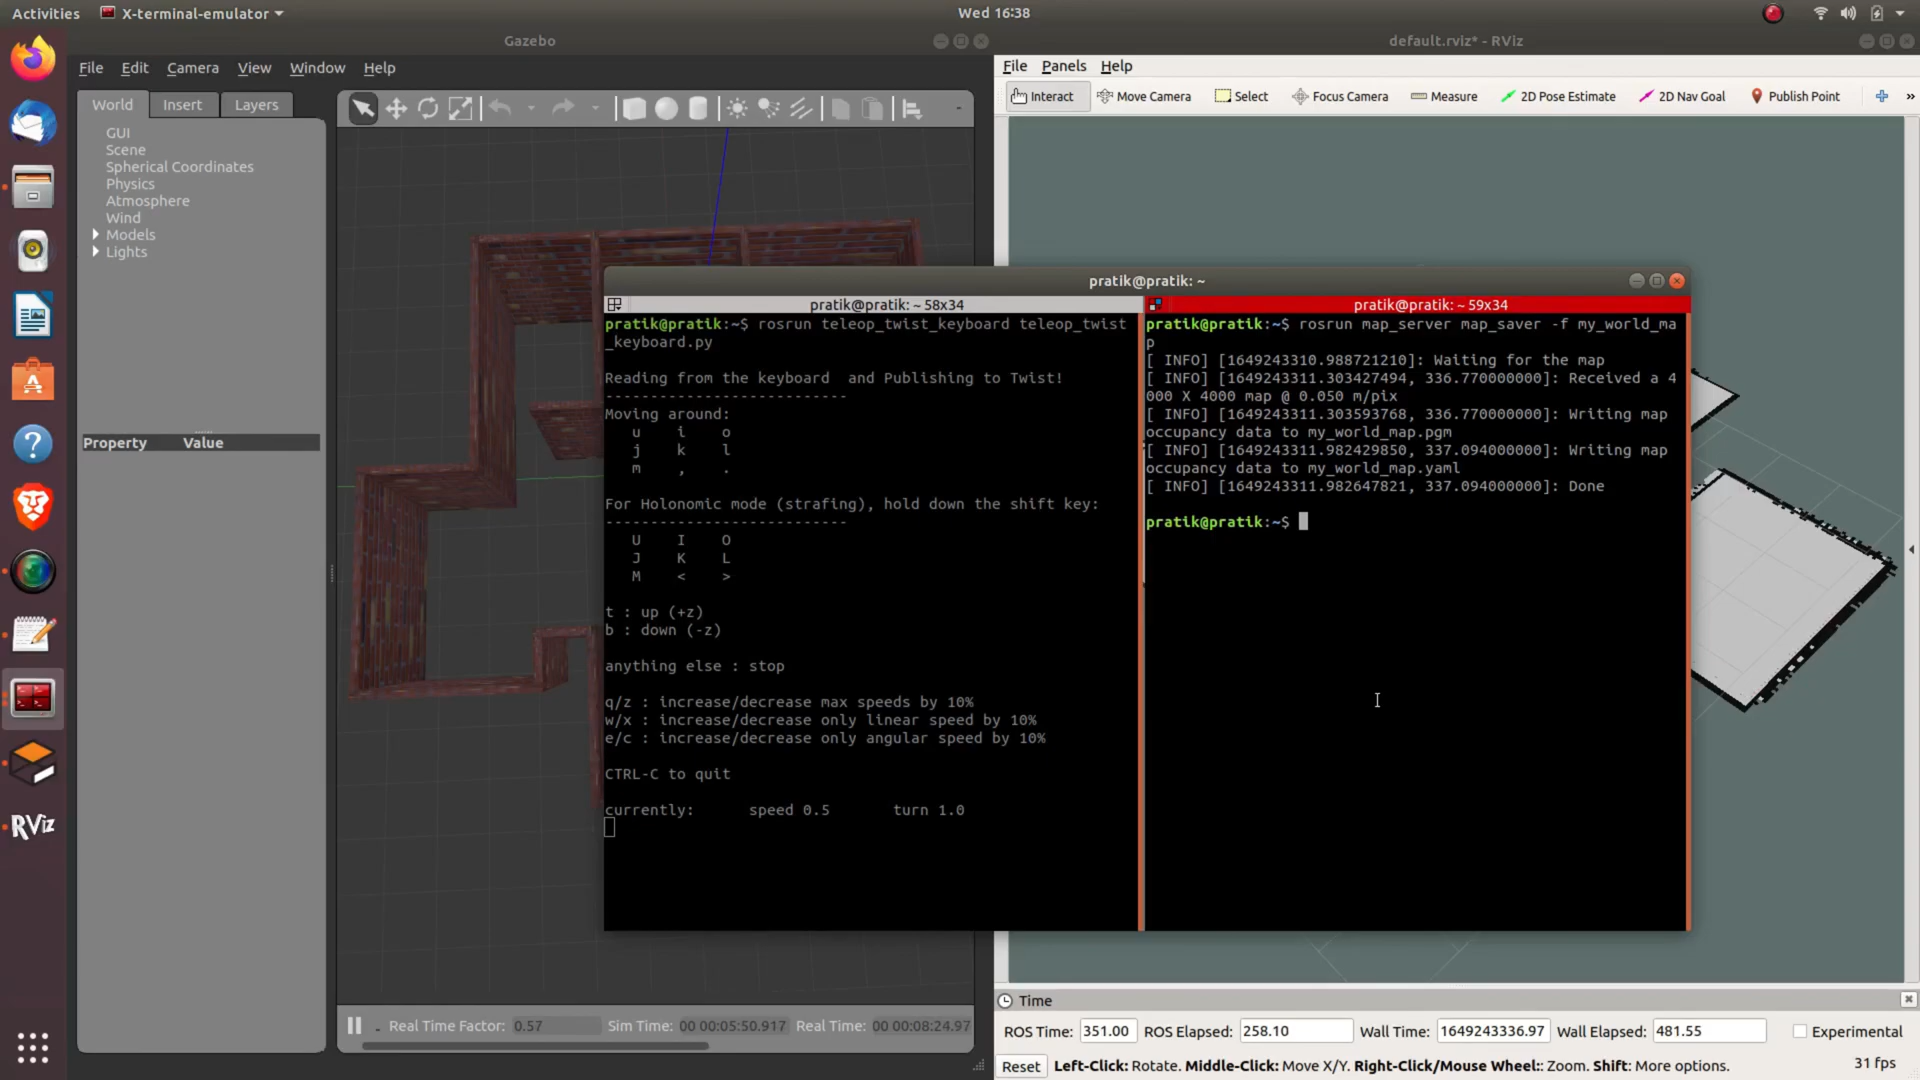 Activities
X-terminal-emulator
Wed 16:38
Gazebo
File Edit Camera View Window Help
World Insert Layers
GUI
Scene
Spherical Coordinates
Physics
Atmosphere
Wind
Models
Lights
Property Value
Real Time Factor: 0.57 Sim Time: 00 00:05:50.917 Real Time: 00 00:08:24.97
RViz
default.rviz* - RViz
File Panels Help
Interact Move Camera Select Focus Camera Measure 2D Pose Estimate 2D Nav Goal Publish Point »
pratik@pratik: ~
pratik@pratik: ~ 58x34
pratik@pratik:~$ rosrun teleop_twist_keyboard teleop_twist
_keyboard.py
Reading from the keyboard  and Publishing to Twist!
---------------------------
Moving around:
u i o
j k l
m , .
For Holonomic mode (strafing), hold down the shift key:
---------------------------
U I O
J K L
M < >
t : up (+z)
b : down (-z)
anything else : stop
q/z : increase/decrease max speeds by 10%
w/x : increase/decrease only linear speed by 10%
e/c : increase/decrease only angular speed by 10%
CTRL-C to quit
currently: speed 0.5 turn 1.0
pratik@pratik: ~ 59x34
pratik@pratik:~$ rosrun map_server map_saver -f my_world_ma
p
[ INFO] [1649243310.988721210]: Waiting for the map
[ INFO] [1649243311.303427494, 336.770000000]: Received a 4
000 X 4000 map @ 0.050 m/pix
[ INFO] [1649243311.303593768, 336.770000000]: Writing map
occupancy data to my_world_map.pgm
[ INFO] [1649243311.982429850, 337.094000000]: Writing map
occupancy data to my_world_map.yaml
[ INFO] [1649243311.982647821, 337.094000000]: Done
pratik@pratik:~$
Time
ROS Time: 351.00 ROS Elapsed: 258.10 Wall Time: 1649243336.97 Wall Elapsed: 481.55 Experimental
Reset Left-Click: Rotate. Middle-Click: Move X/Y. Right-Click/Mouse Wheel:: Zoom. Shift: More options. 31 fps